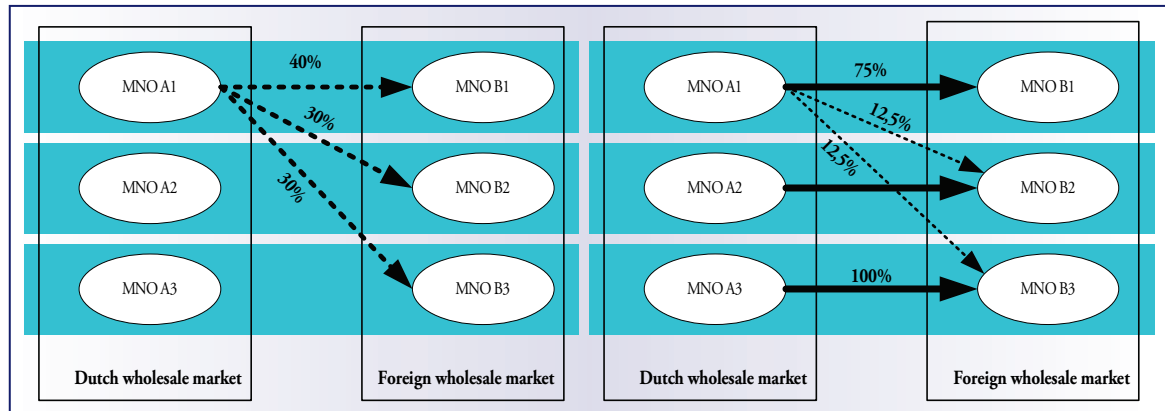 40%
75%
MNO A1
MNO B1
MNO A1
MNO B1
30%
12,5%
30%
12,5%
MNO A2
MNO B2
MNO A2
MNO B2
100%
MNO A3
MNO B3
MNO A3
MNO B3
Dutch wholesale market
Foreign wholesale market
Dutch wholesale market
Foreign wholesale market